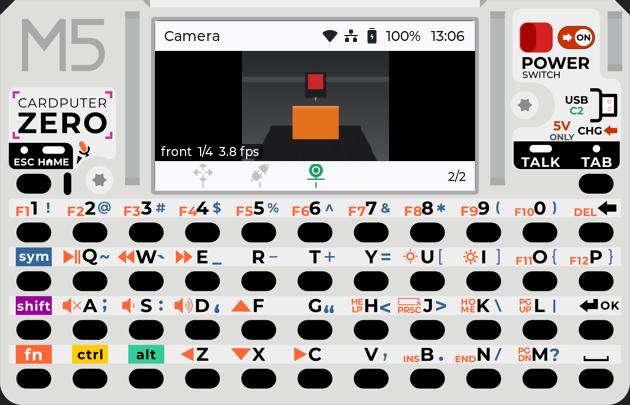 M5
Camera 100% 13:06
front 1/4 3.8 fps
2/2
CARDPUTER
ZERO
ESC HOME
POWER
SWITCH
ON
USB
C2
5V
ONLY
CHG
TALK TAB
F1 1 ! F2 2 @ F3 3 # F4 4 $ F5 5 % F6 6 ^ F7 7 & F8 8 * F9 9 ( F10 0 ) DEL
sym Q ~ W ` E _ R - T + Y = U [ I ] F11 O { F12 P }
shift A ; S : D , F G “ HELP H < PRSC J > HOME K \ PG UP L | OK
fn ctrl alt Z X C V , INS B . END N / PG DN M ?